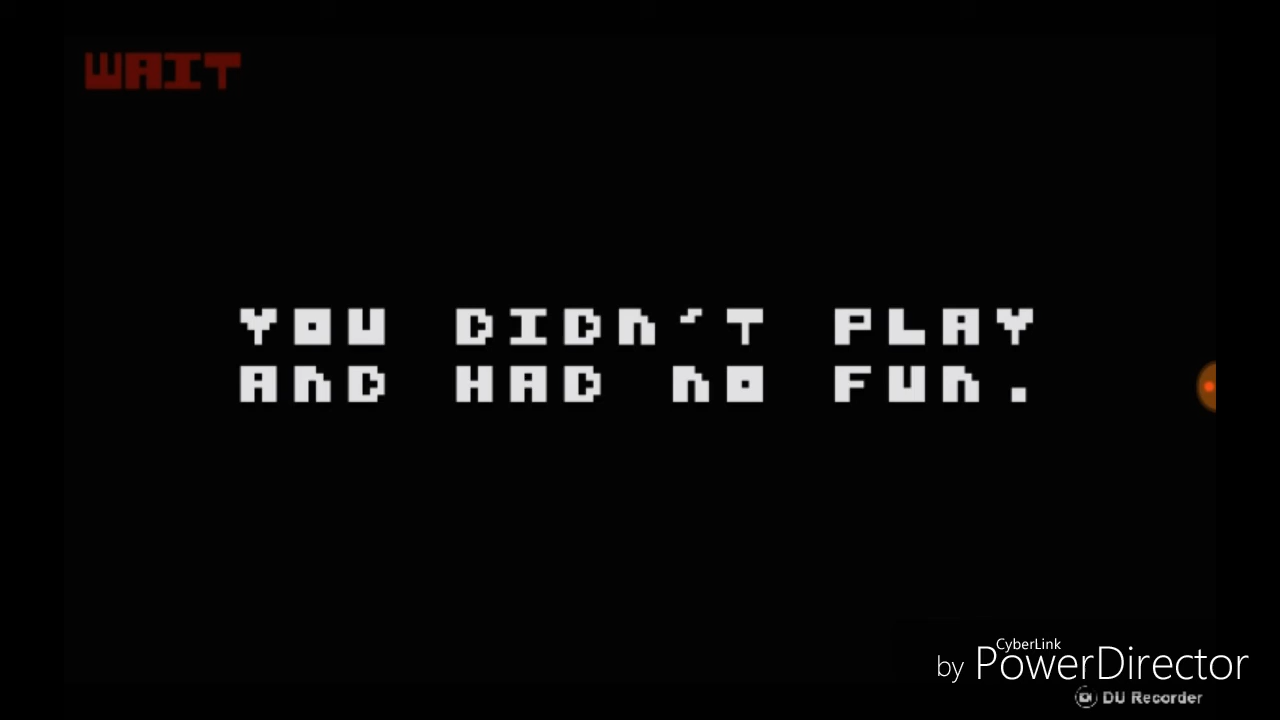 WAIT
YOU DIDN'T PLAY
AND HAD NO FUN.
CyberLink
by PowerDirector
DU Recorder